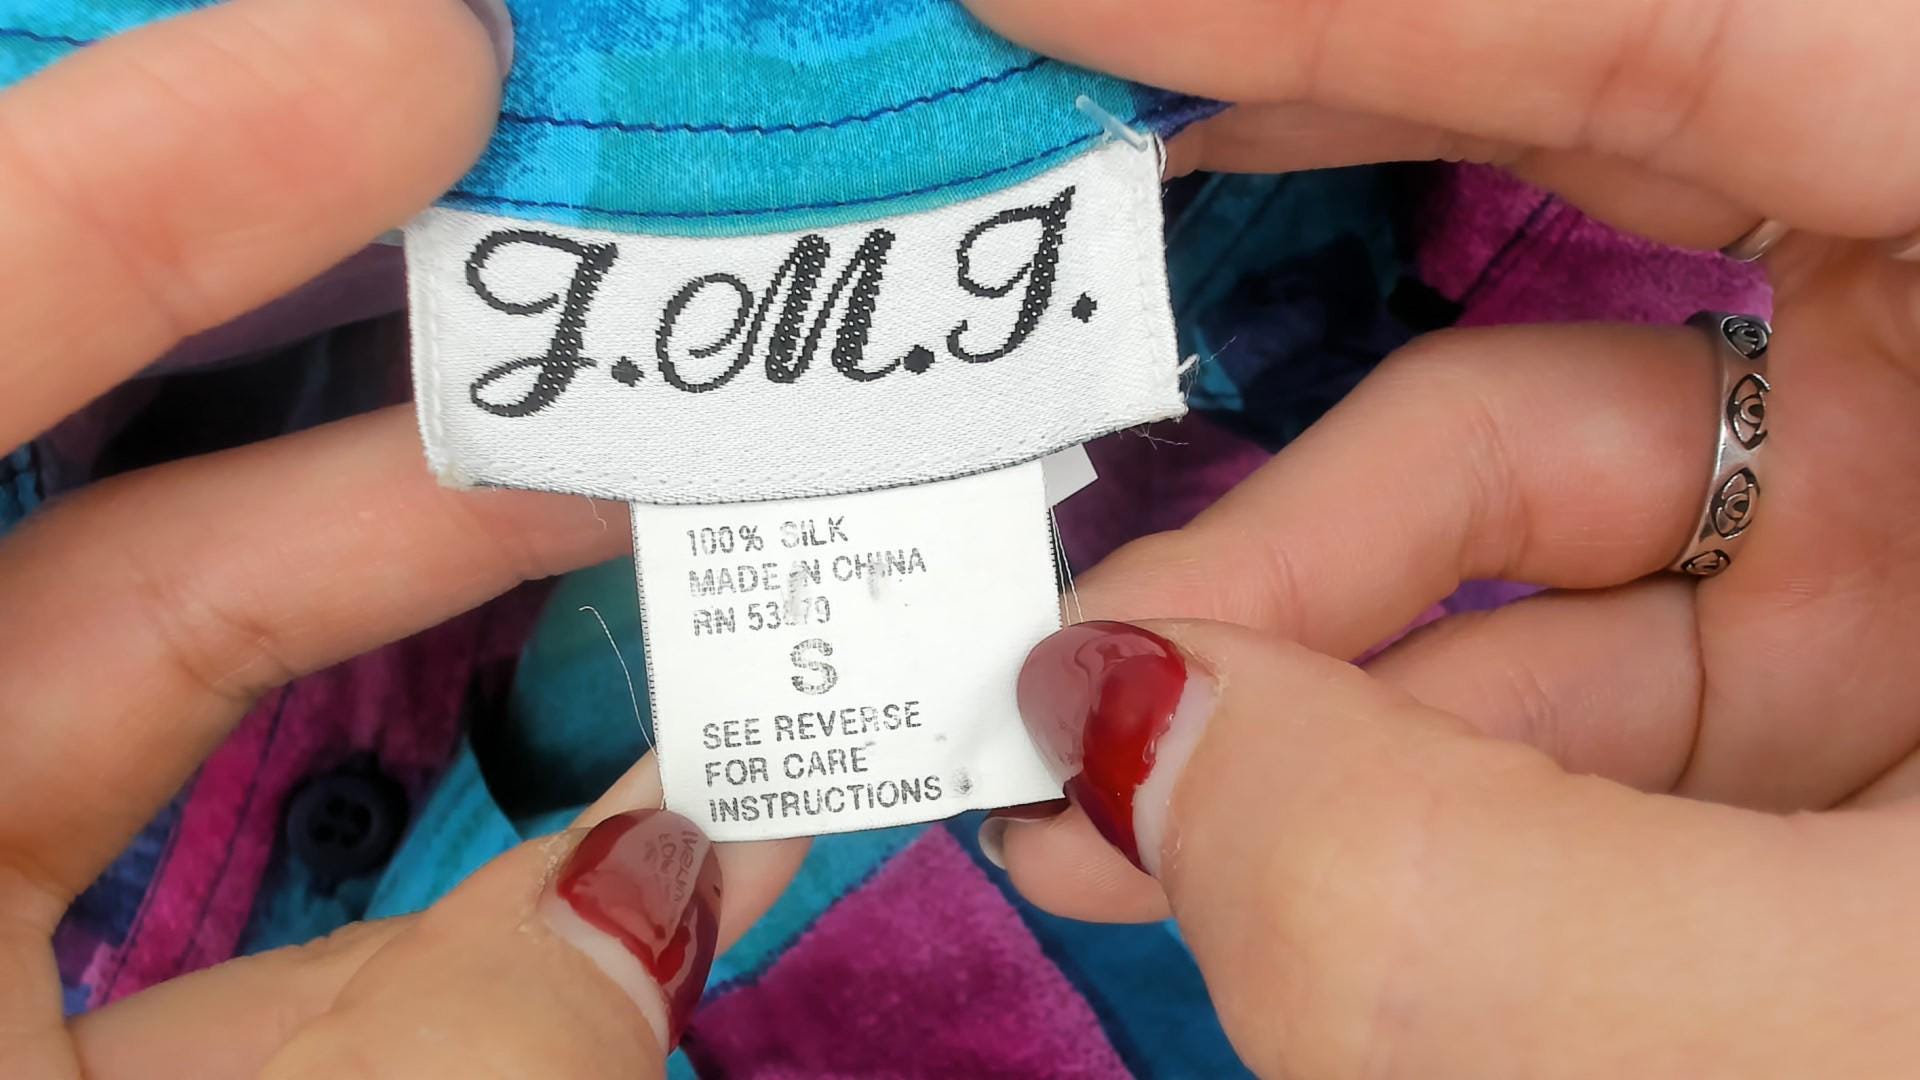 J.M.J.
100% SILK
MADE IN CHINA
RN
S
SEE REVERSE
FOR CARE
INSTRUCTIONS